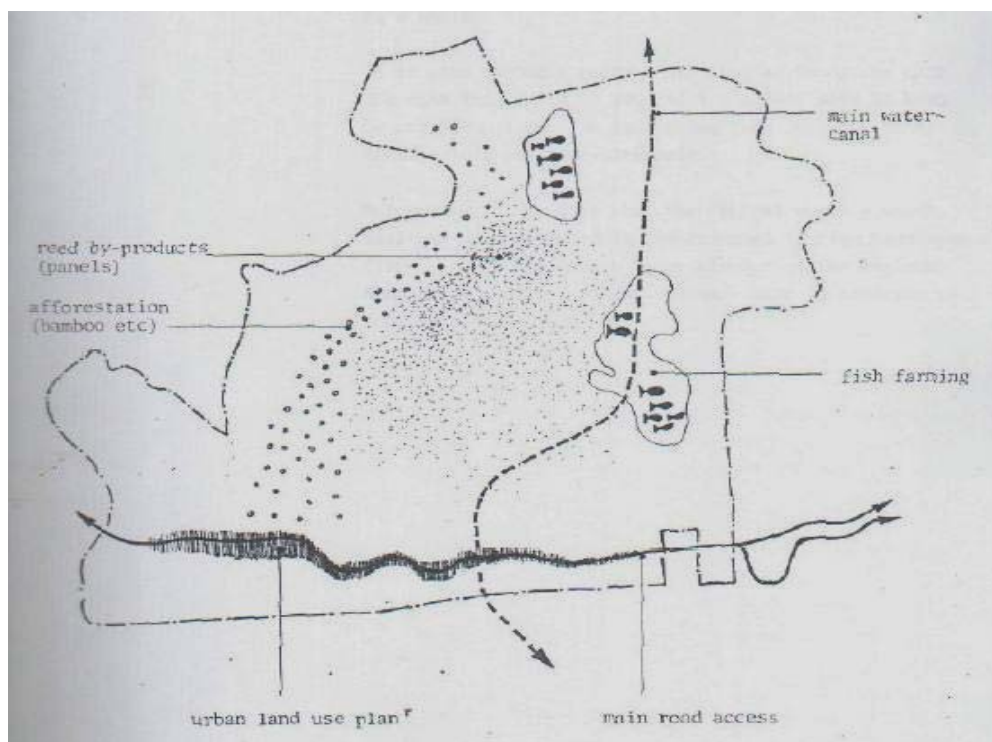 main water-
canal
reed by-products
(panels)
afforestation
(bamboo etc)
fish farming
urban land use plan
main road access